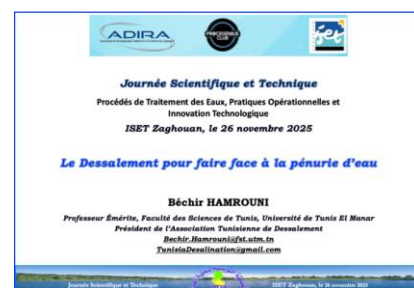 ADIRA
PROCEGENIUS
CLUB
iset
Journée Scientifique et Technique
Procédés de Traitement des Eaux, Pratiques Opérationnelles et
Innovation Technologique
ISET Zaghouan, le 26 novembre 2025
Le Dessalement pour faire face à la pénurie d'eau
Béchir HAMROUNI
Professeur Émérite, Faculté des Sciences de Tunis, Université de Tunis El Manar
Président de l'Association Tunisienne de Dessalement
Bechir.Hamrouni@fst.utm.tn
TunisiaDesalination@gmail.com
Journée Scientifique et Technique
ISET Zaghouan, le 26 novembre 2025